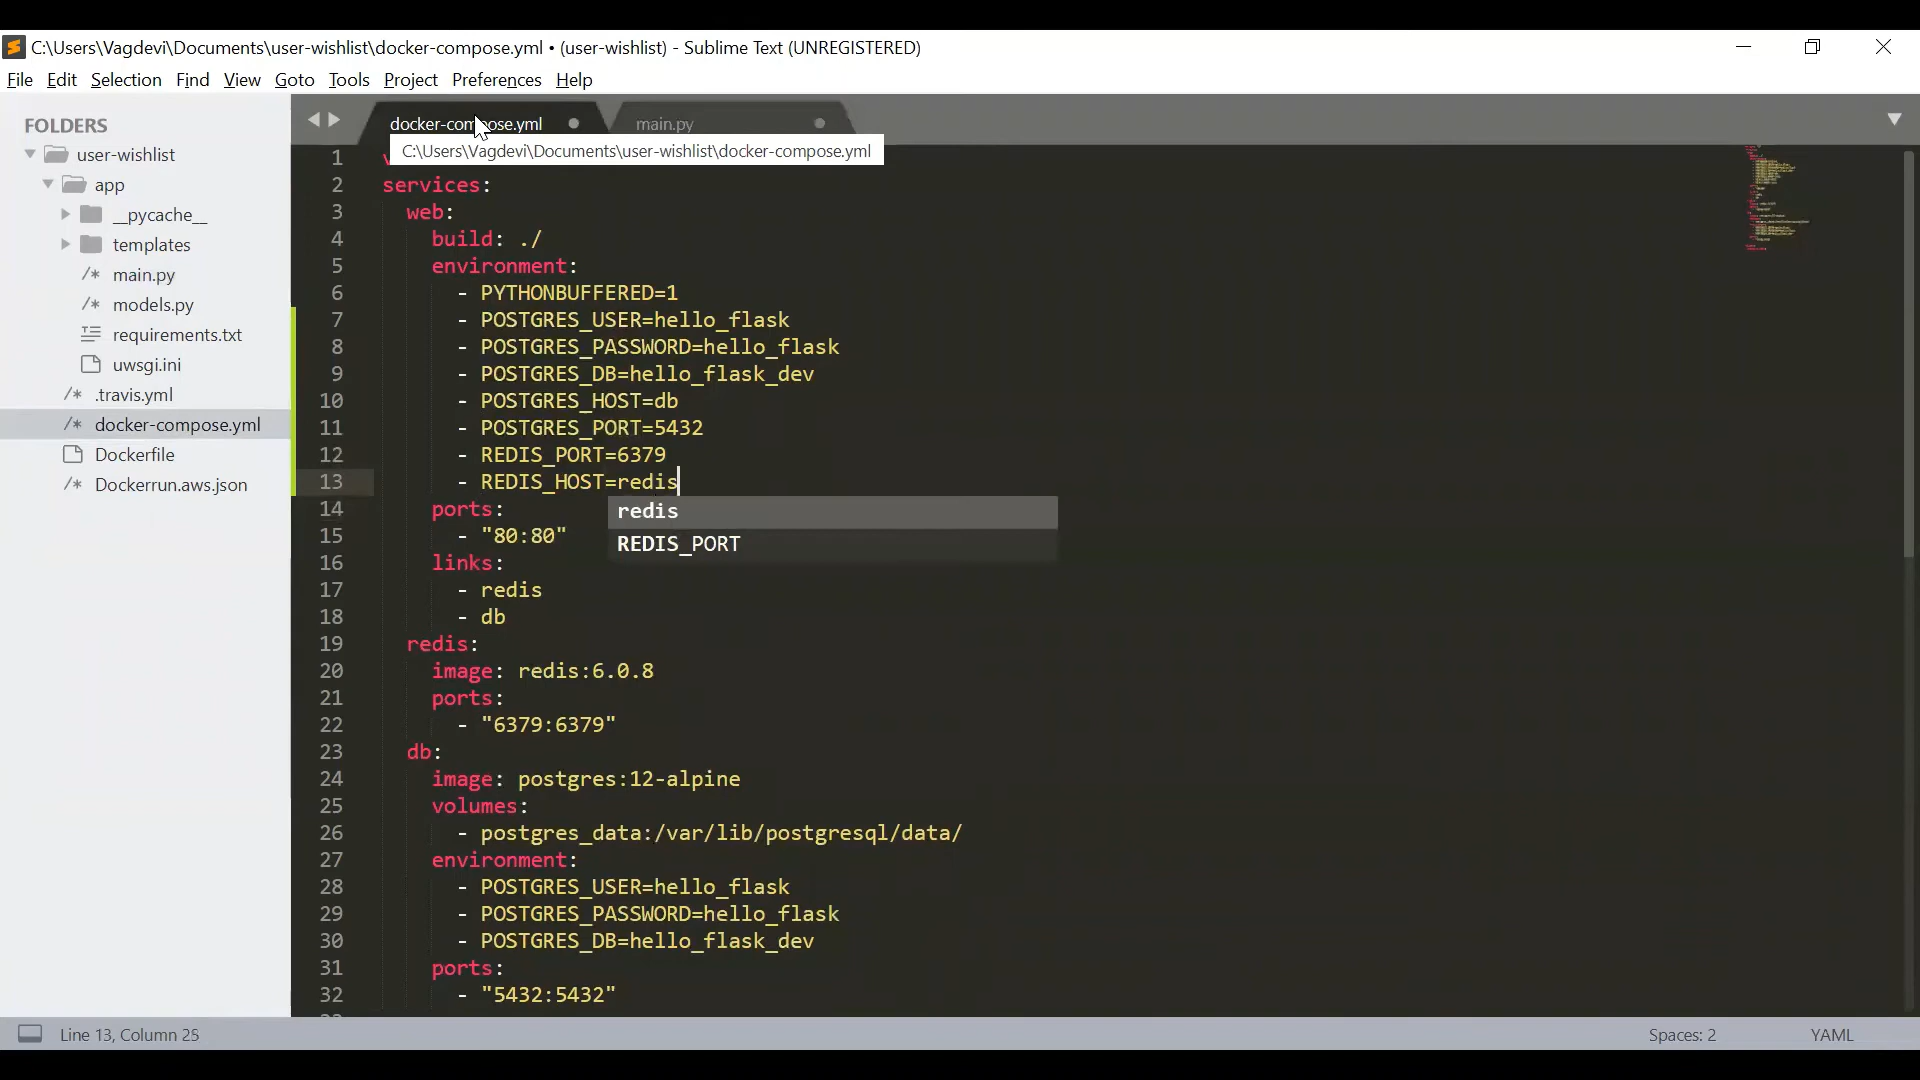 C:\Users\Vagdevi\Documents\user-wishlist\docker-compose.yml • (user-wishlist) - Sublime Text (UNREGISTERED)
File Edit Selection Find View Goto Tools Project Preferences Help
FOLDERS
user-wishlist
app
__pycache__
templates
main.py
models.py
requirements.txt
uwsgi.ini
.travis.yml
docker-compose.yml
Dockerfile
Dockerrun.aws.json
docker-compose.yml main.py
C:\Users\Vagdevi\Documents\user-wishlist\docker-compose.yml
1
2 services:
3 web:
4 build: ./
5 environment:
6 - PYTHONBUFFERED=1
7 - POSTGRES_USER=hello_flask
8 - POSTGRES_PASSWORD=hello_flask
9 - POSTGRES_DB=hello_flask_dev
10 - POSTGRES_HOST=db
11 - POSTGRES_PORT=5432
12 - REDIS_PORT=6379
13 - REDIS_HOST=redis
14 ports:
redis
15 - "80:80"
REDIS_PORT
16 links:
17 - redis
18 - db
19 redis:
20 image: redis:6.0.8
21 ports:
22 - "6379:6379"
23 db:
24 image: postgres:12-alpine
25 volumes:
26 - postgres_data:/var/lib/postgresql/data/
27 environment:
28 - POSTGRES_USER=hello_flask
29 - POSTGRES_PASSWORD=hello_flask
30 - POSTGRES_DB=hello_flask_dev
31 ports:
32 - "5432:5432"
Line 13, Column 25 Spaces: 2 YAML